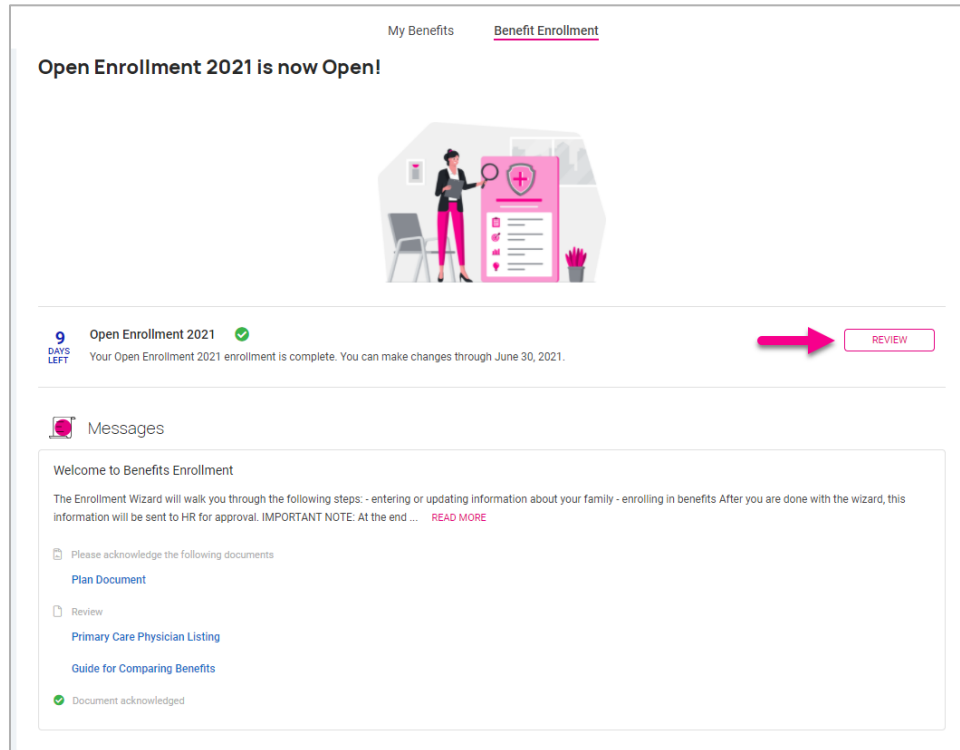 My Benefits Benefit Enrollment
Open Enrollment 2021 is now Open!
9
DAYS
LEFT
Open Enrollment 2021
Your Open Enrollment 2021 enrollment is complete. You can make changes through June 30, 2021.
REVIEW
Messages
Welcome to Benefits Enrollment
The Enrollment Wizard will walk you through the following steps: - entering or updating information about your family - enrolling in benefits After you are done with the wizard, this
information will be sent to HR for approval. IMPORTANT NOTE: At the end ... READ MORE
Please acknowledge the following documents
Plan Document
Review
Primary Care Physician Listing
Guide for Comparing Benefits
Document acknowledged